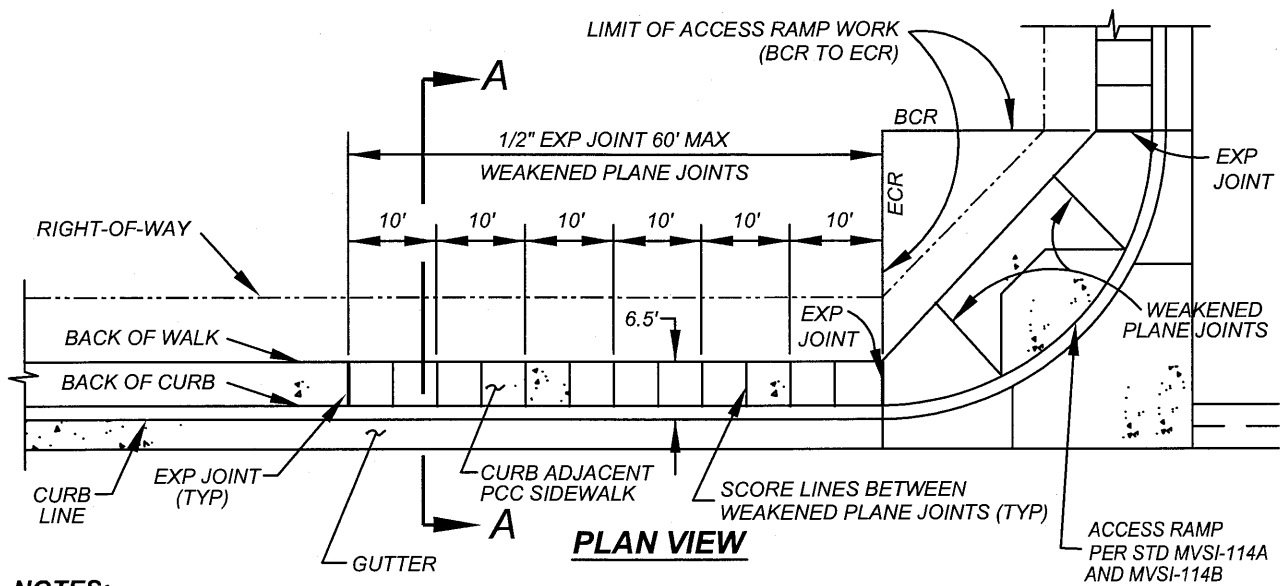 LIMIT OF ACCESS RAMP WORK
(BCR TO ECR)
A
BCR
1/2" EXP JOINT 60' MAX
WEAKENED PLANE JOINTS
EXP
JOINT
ECR
10'
10'
10'
10'
10'
10'
RIGHT-OF-WAY
6.5'
EXP
JOINT
WEAKENED
PLANE JOINTS
BACK OF WALK
BACK OF CURB
EXP JOINT
(TYP)
CURB ADJACENT
PCC SIDEWALK
SCORE LINES BETWEEN
WEAKENED PLANE JOINTS (TYP)
CURB
LINE
A
PLAN VIEW
ACCESS RAMP
PER STD MVSI-114A
AND MVSI-114B
GUTTER
NOTES: